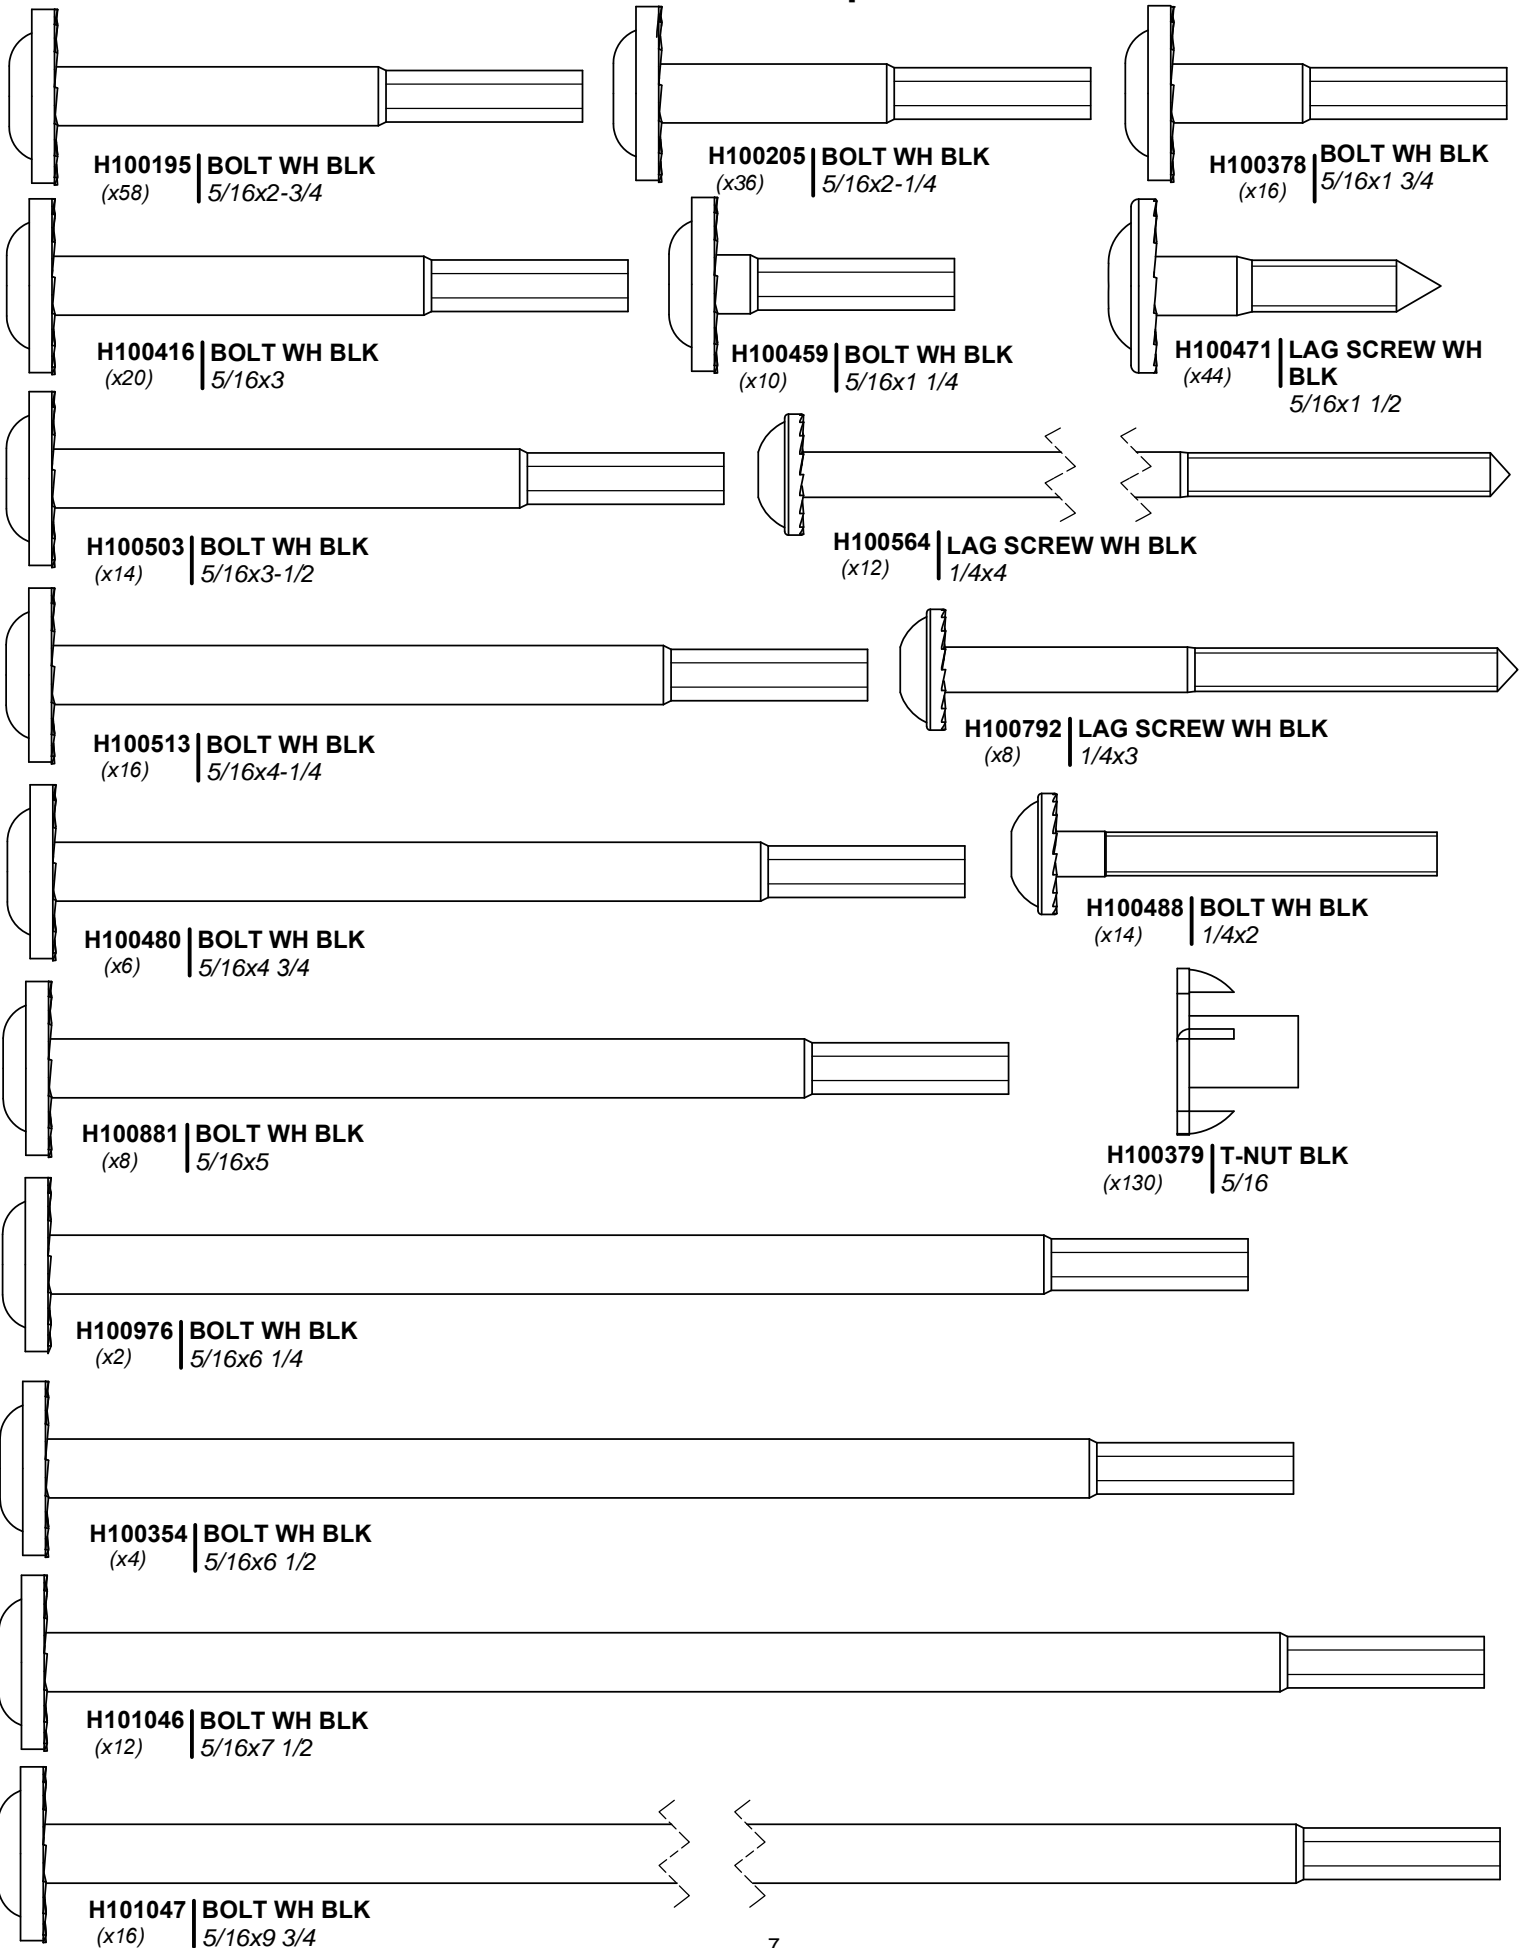 H100195 BOLT WH BLK
(x58) 5/16x2-3/4
H100205 BOLT WH BLK
(x36) 5/16x2-1/4
H100378 BOLT WH BLK
(x16) 5/16x1 3/4
H100416 BOLT WH BLK
(x20) 5/16x3
H100459 BOLT WH BLK
(x10) 5/16x1 1/4
H100471 LAG SCREW WH
(x44) BLK
5/16x1 1/2
H100503 BOLT WH BLK
(x14) 5/16x3-1/2
H100564 LAG SCREW WH BLK
(x12) 1/4x4
H100513 BOLT WH BLK
(x16) 5/16x4-1/4
H100792 LAG SCREW WH BLK
(x8) 1/4x3
H100480 BOLT WH BLK
(x6) 5/16x4 3/4
H100488 BOLT WH BLK
(x14) 1/4x2
H100881 BOLT WH BLK
(x8) 5/16x5
H100379 T-NUT BLK
(x130) 5/16
H100976 BOLT WH BLK
(x2) 5/16x6 1/4
H100354 BOLT WH BLK
(x4) 5/16x6 1/2
H101046 BOLT WH BLK
(x12) 5/16x7 1/2
H101047 BOLT WH BLK
(x16) 5/16x9 3/4
7